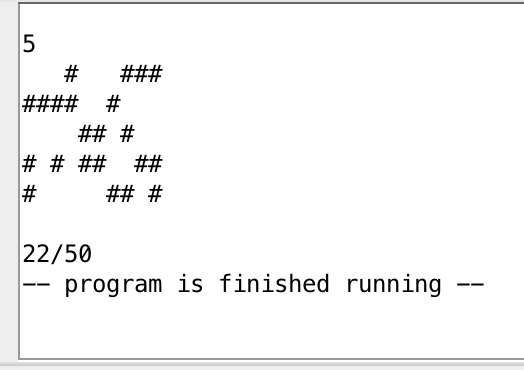 5
   #   ###
####  #
    ## #
# # ##  ##
#     ## #
22/50
-- program is finished running --